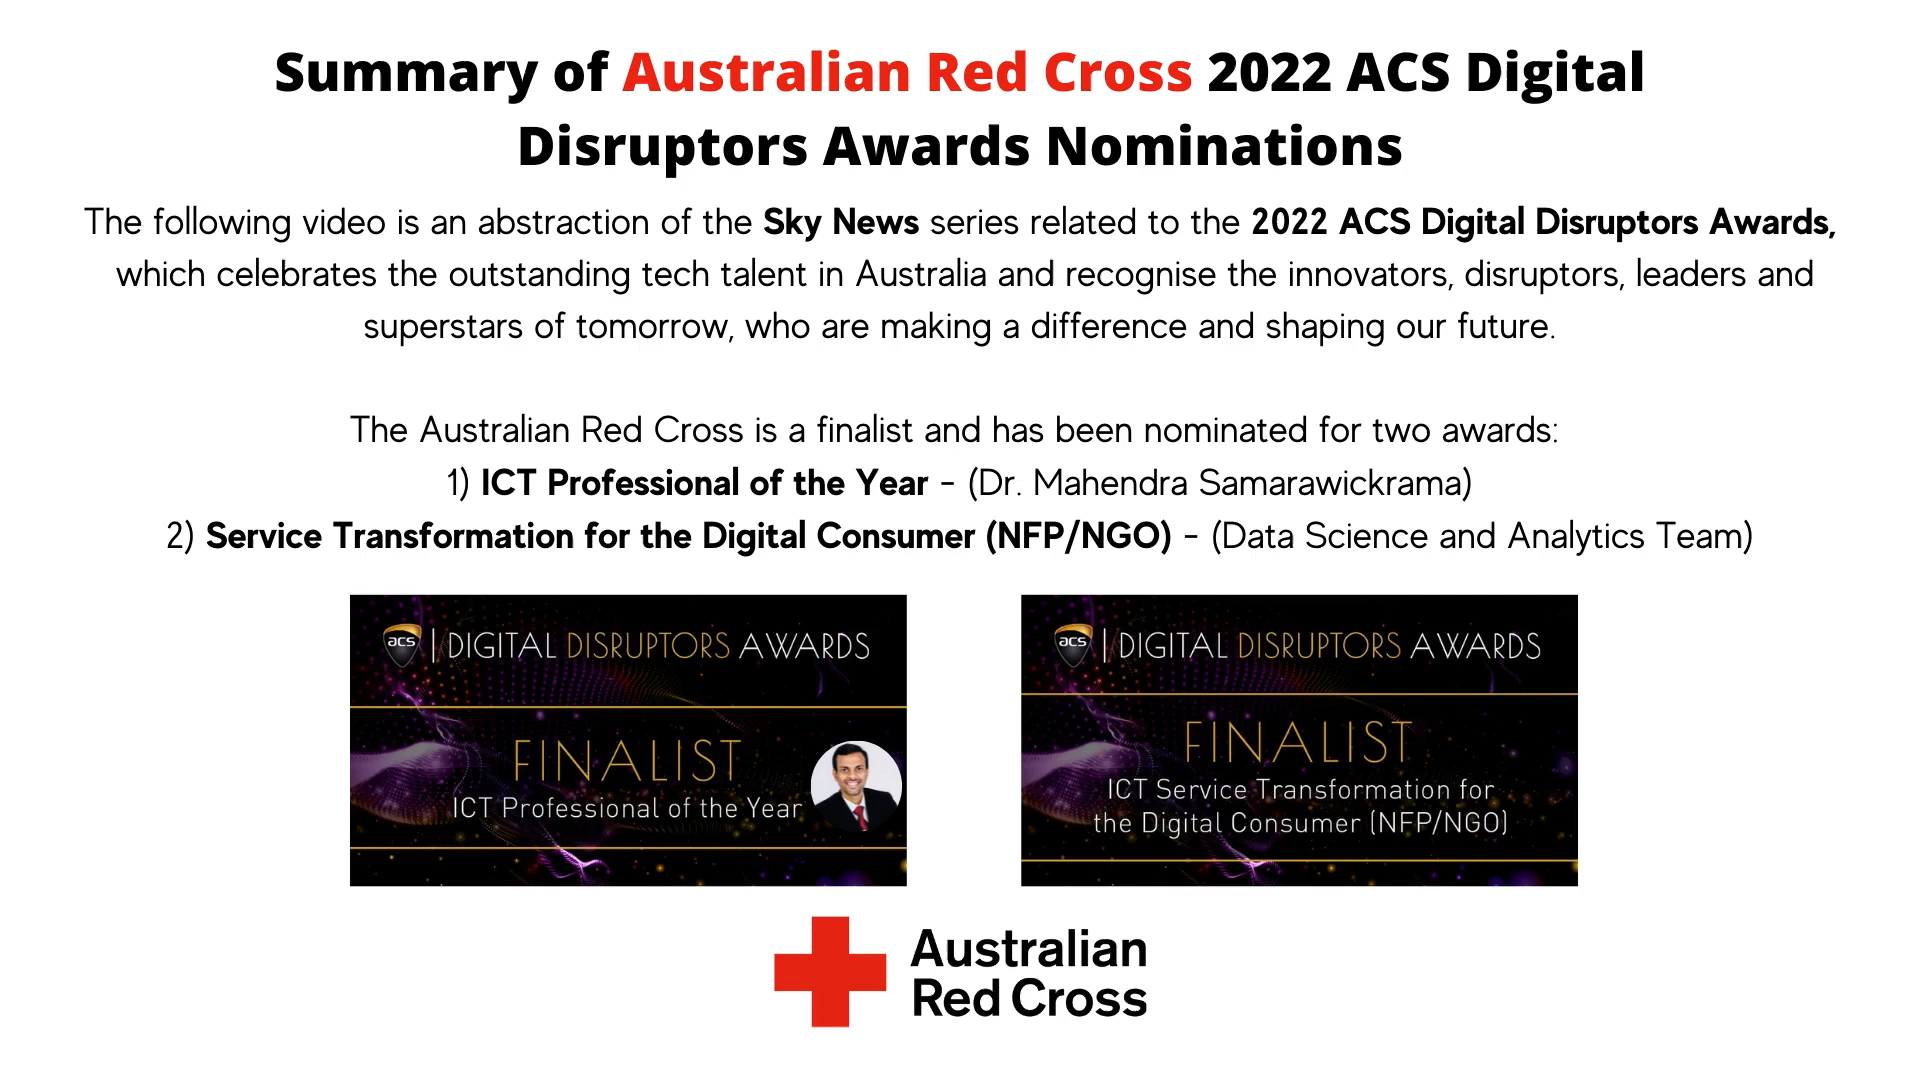 Summary of Australian Red Cross 2022 ACS Digital
Disruptors Awards Nominations
The following video is an abstraction of the Sky News series related to the 2022 ACS Digital Disruptors Awards,
which celebrates the outstanding tech talent in Australia and recognise the innovators, disruptors, leaders and
superstars of tomorrow, who are making a difference and shaping our future.
The Australian Red Cross is a finalist and has been nominated for two awards:
1) ICT Professional of the Year - (Dr. Mahendra Samarawickrama)
2) Service Transformation for the Digital Consumer (NFP/NGO) - (Data Science and Analytics Team)
acs | DIGITAL DISRUPTORS AWARDS
FINALIST
ICT Professional of the Year
acs | DIGITAL DISRUPTORS AWARDS
FINALIST
ICT Service Transformation for
the Digital Consumer (NFP/NGO)
Australian
Red Cross